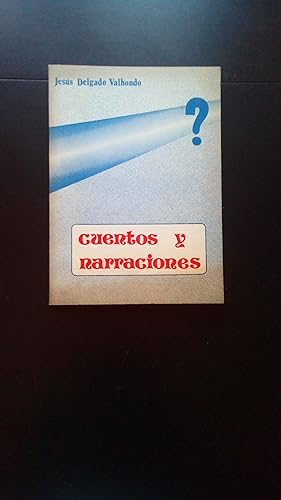 Jesús Delgado Valhondo
?
cuentos y
narraciones